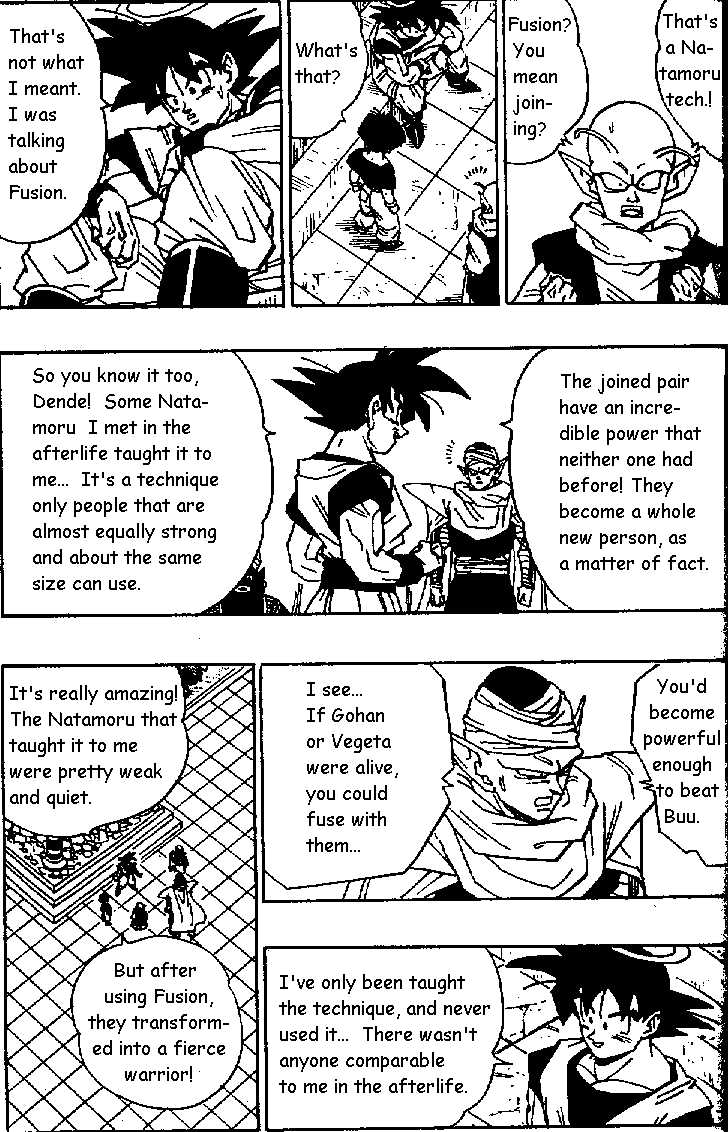 That's
not what
I meant.
I was
talking
about
Fusion.
What's
that?
Fusion?
You
mean
join-
ing?
That's
a Na-
tamoru
tech.!
So you know it too,
Dende! Some Nata-
moru I met in the
afterlife taught it to
me... It's a technique
only people that are
almost equally strong
and about the same
size can use.
The joined pair
have an incre-
dible power that
neither one had
before! They
become a whole
new person, as
a matter of fact.
It's really amazing!
The Natamoru that
taught it to me
were pretty weak
and quiet.
But after
using Fusion,
they transform-
ed into a fierce
warrior!
I see...
If Gohan
or Vegeta
were alive,
you could
fuse with
them...
You'd
become
powerful
enough
to beat
Buu.
I've only been taught
the technique, and never
used it... There wasn't
anyone comparable
to me in the afterlife.